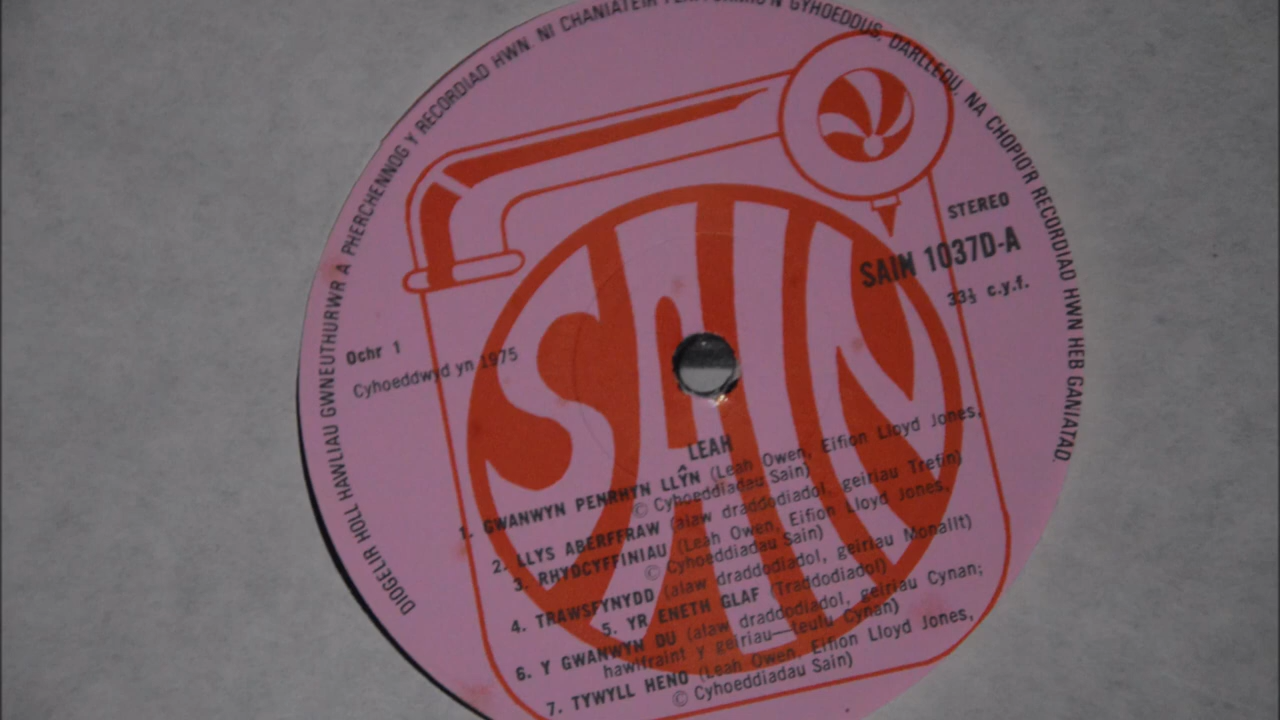 DIOGELIR HOLL HAWLIAU GWNEUTHURWR A PHERCHENNOG Y RECORDIAD HWN. NI CHANIATEIR GYHOEDDUS, DARLLEDU, NA CHOPIO'R RECORDIAD HWN HEB GANIATAD.
STEREO
SAIN 1037D-A
33⅓ c.y.f.
Ochr 1
Cyhoeddwyd yn 1975
SAIN
LEAH
1. GWANWYN PENRHYN LLŶN (Leah Owen, Eifion Lloyd Jones,
© Cyhoeddiadau Sain)
2. LLYS ABERFFRAW (alaw draddodiadol, geiriau Trefin)
3. RHYDCYFFINIAU (Leah Owen, Eifion Lloyd Jones,
© Cyhoeddiadau Sain)
4. TRAWSFYNYDD (alaw draddodiadol, geiriau Monallt)
5. YR ENETH GLAF (Traddodiadol)
6. Y GWANWYN DU (alaw draddodiadol, geiriau Cynan;
hawlfraint y geiriau—teulu Cynan)
7. TYWYLL HENO (Leah Owen, Eifion Lloyd Jones,
© Cyhoeddiadau Sain)